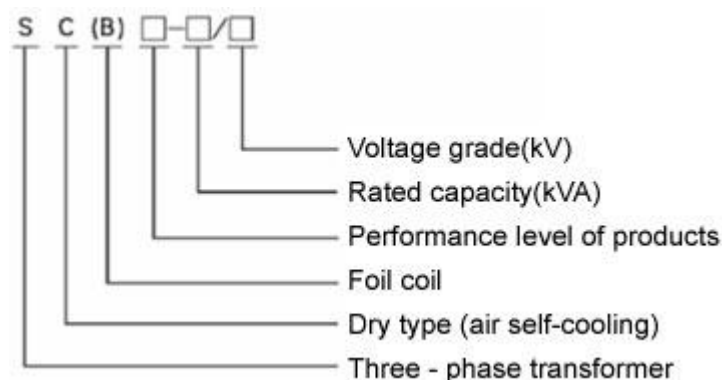 S C (B) □-□/□
Voltage grade(kV)
Rated capacity(kVA)
Performance level of products
Foil coil
Dry type (air self-cooling)
Three - phase transformer